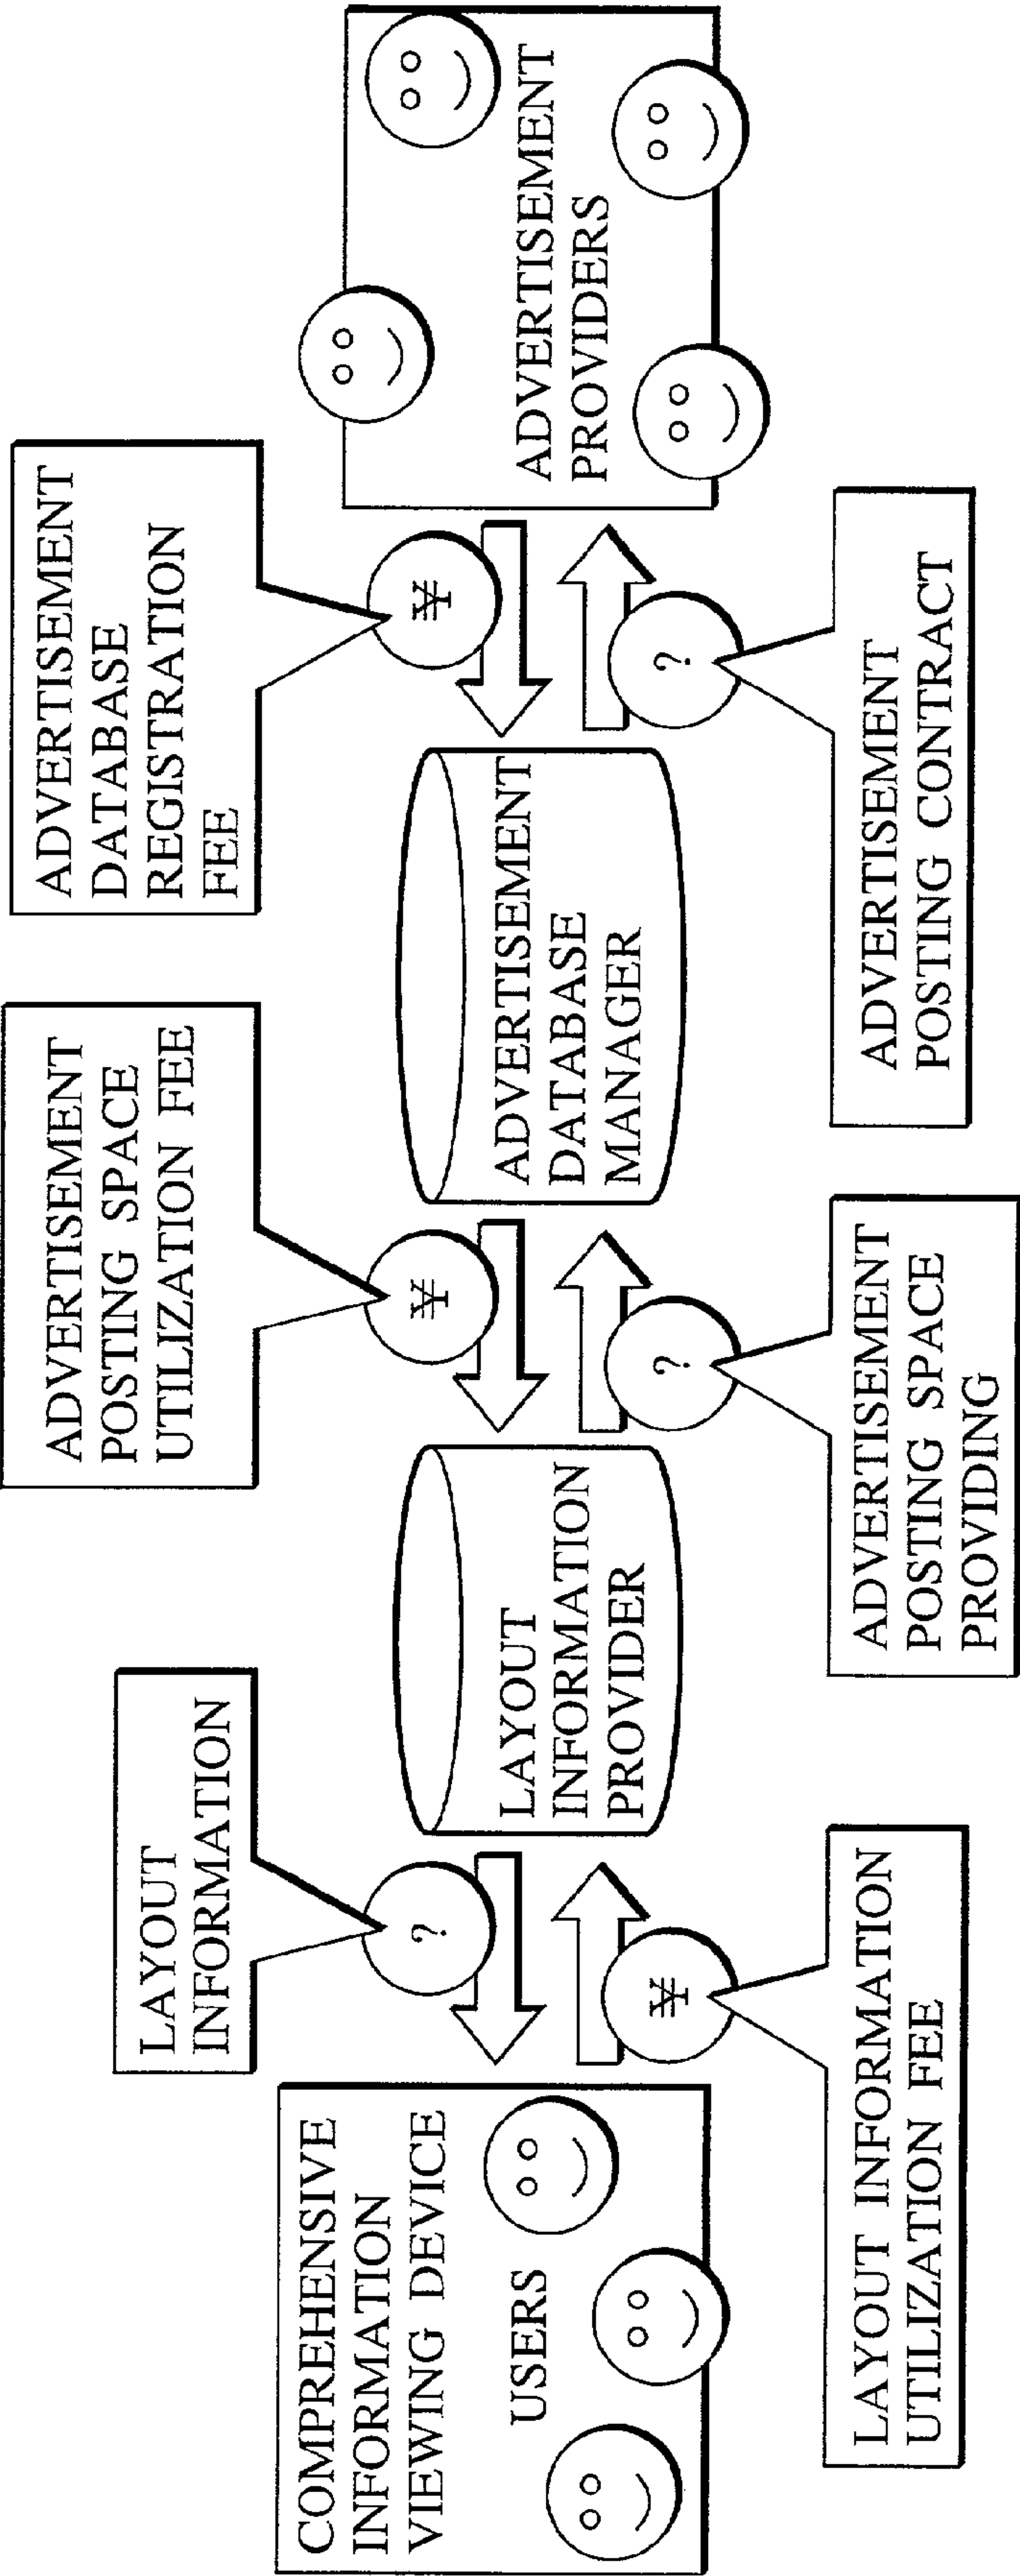 LAYOUT
INFORMATION
ADVERTISEMENT
POSTING SPACE
UTILIZATION FEE
ADVERTISEMENT
DATABASE
REGISTRATION
FEE
COMPREHENSIVE
INFORMATION
VIEWING DEVICE
USERS
?
¥
LAYOUT
INFORMATION
PROVIDER
¥
?
ADVERTISEMENT
DATABASE
MANAGER
¥
?
ADVERTISEMENT
PROVIDERS
LAYOUT INFORMATION
UTILIZATION FEE
ADVERTISEMENT
POSTING SPACE
PROVIDING
ADVERTISEMENT
POSTING CONTRACT